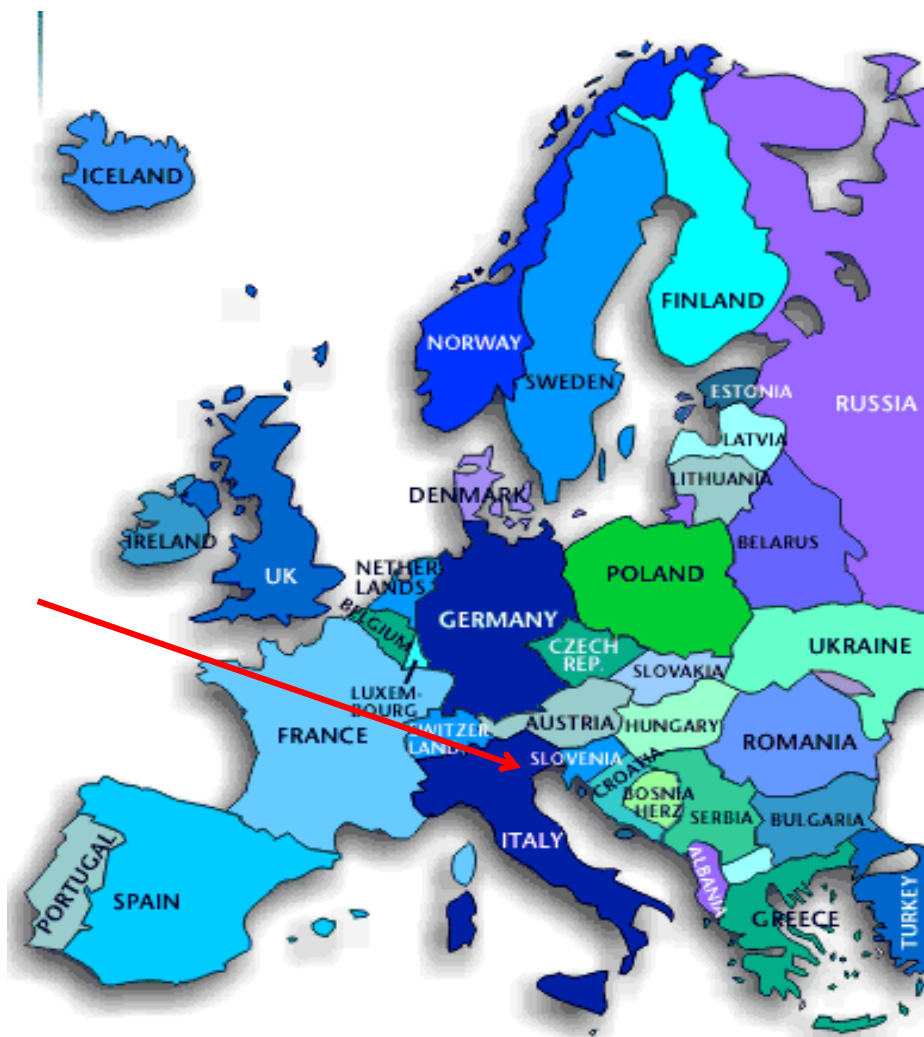 ICELAND
FINLAND
NORWAY
SWEDEN
ESTONIA
RUSSIA
LATVIA
LITHUANIA
DENMARK
IRELAND
BELARUS
UK
NETHER
LANDS
POLAND
BELGIUM
GERMANY
UKRAINE
CZECH
REP.
SLOVAKIA
LUXEM-
BOURG
FRANCE
SWITZER
LAND
AUSTRIA
HUNGARY
ROMANIA
SLOVENIA
CROATIA
BOSNIA
HERZ
SERBIA
BULGARIA
ITALY
PORTUGAL
SPAIN
ALBANIA
GREECE
TURKEY